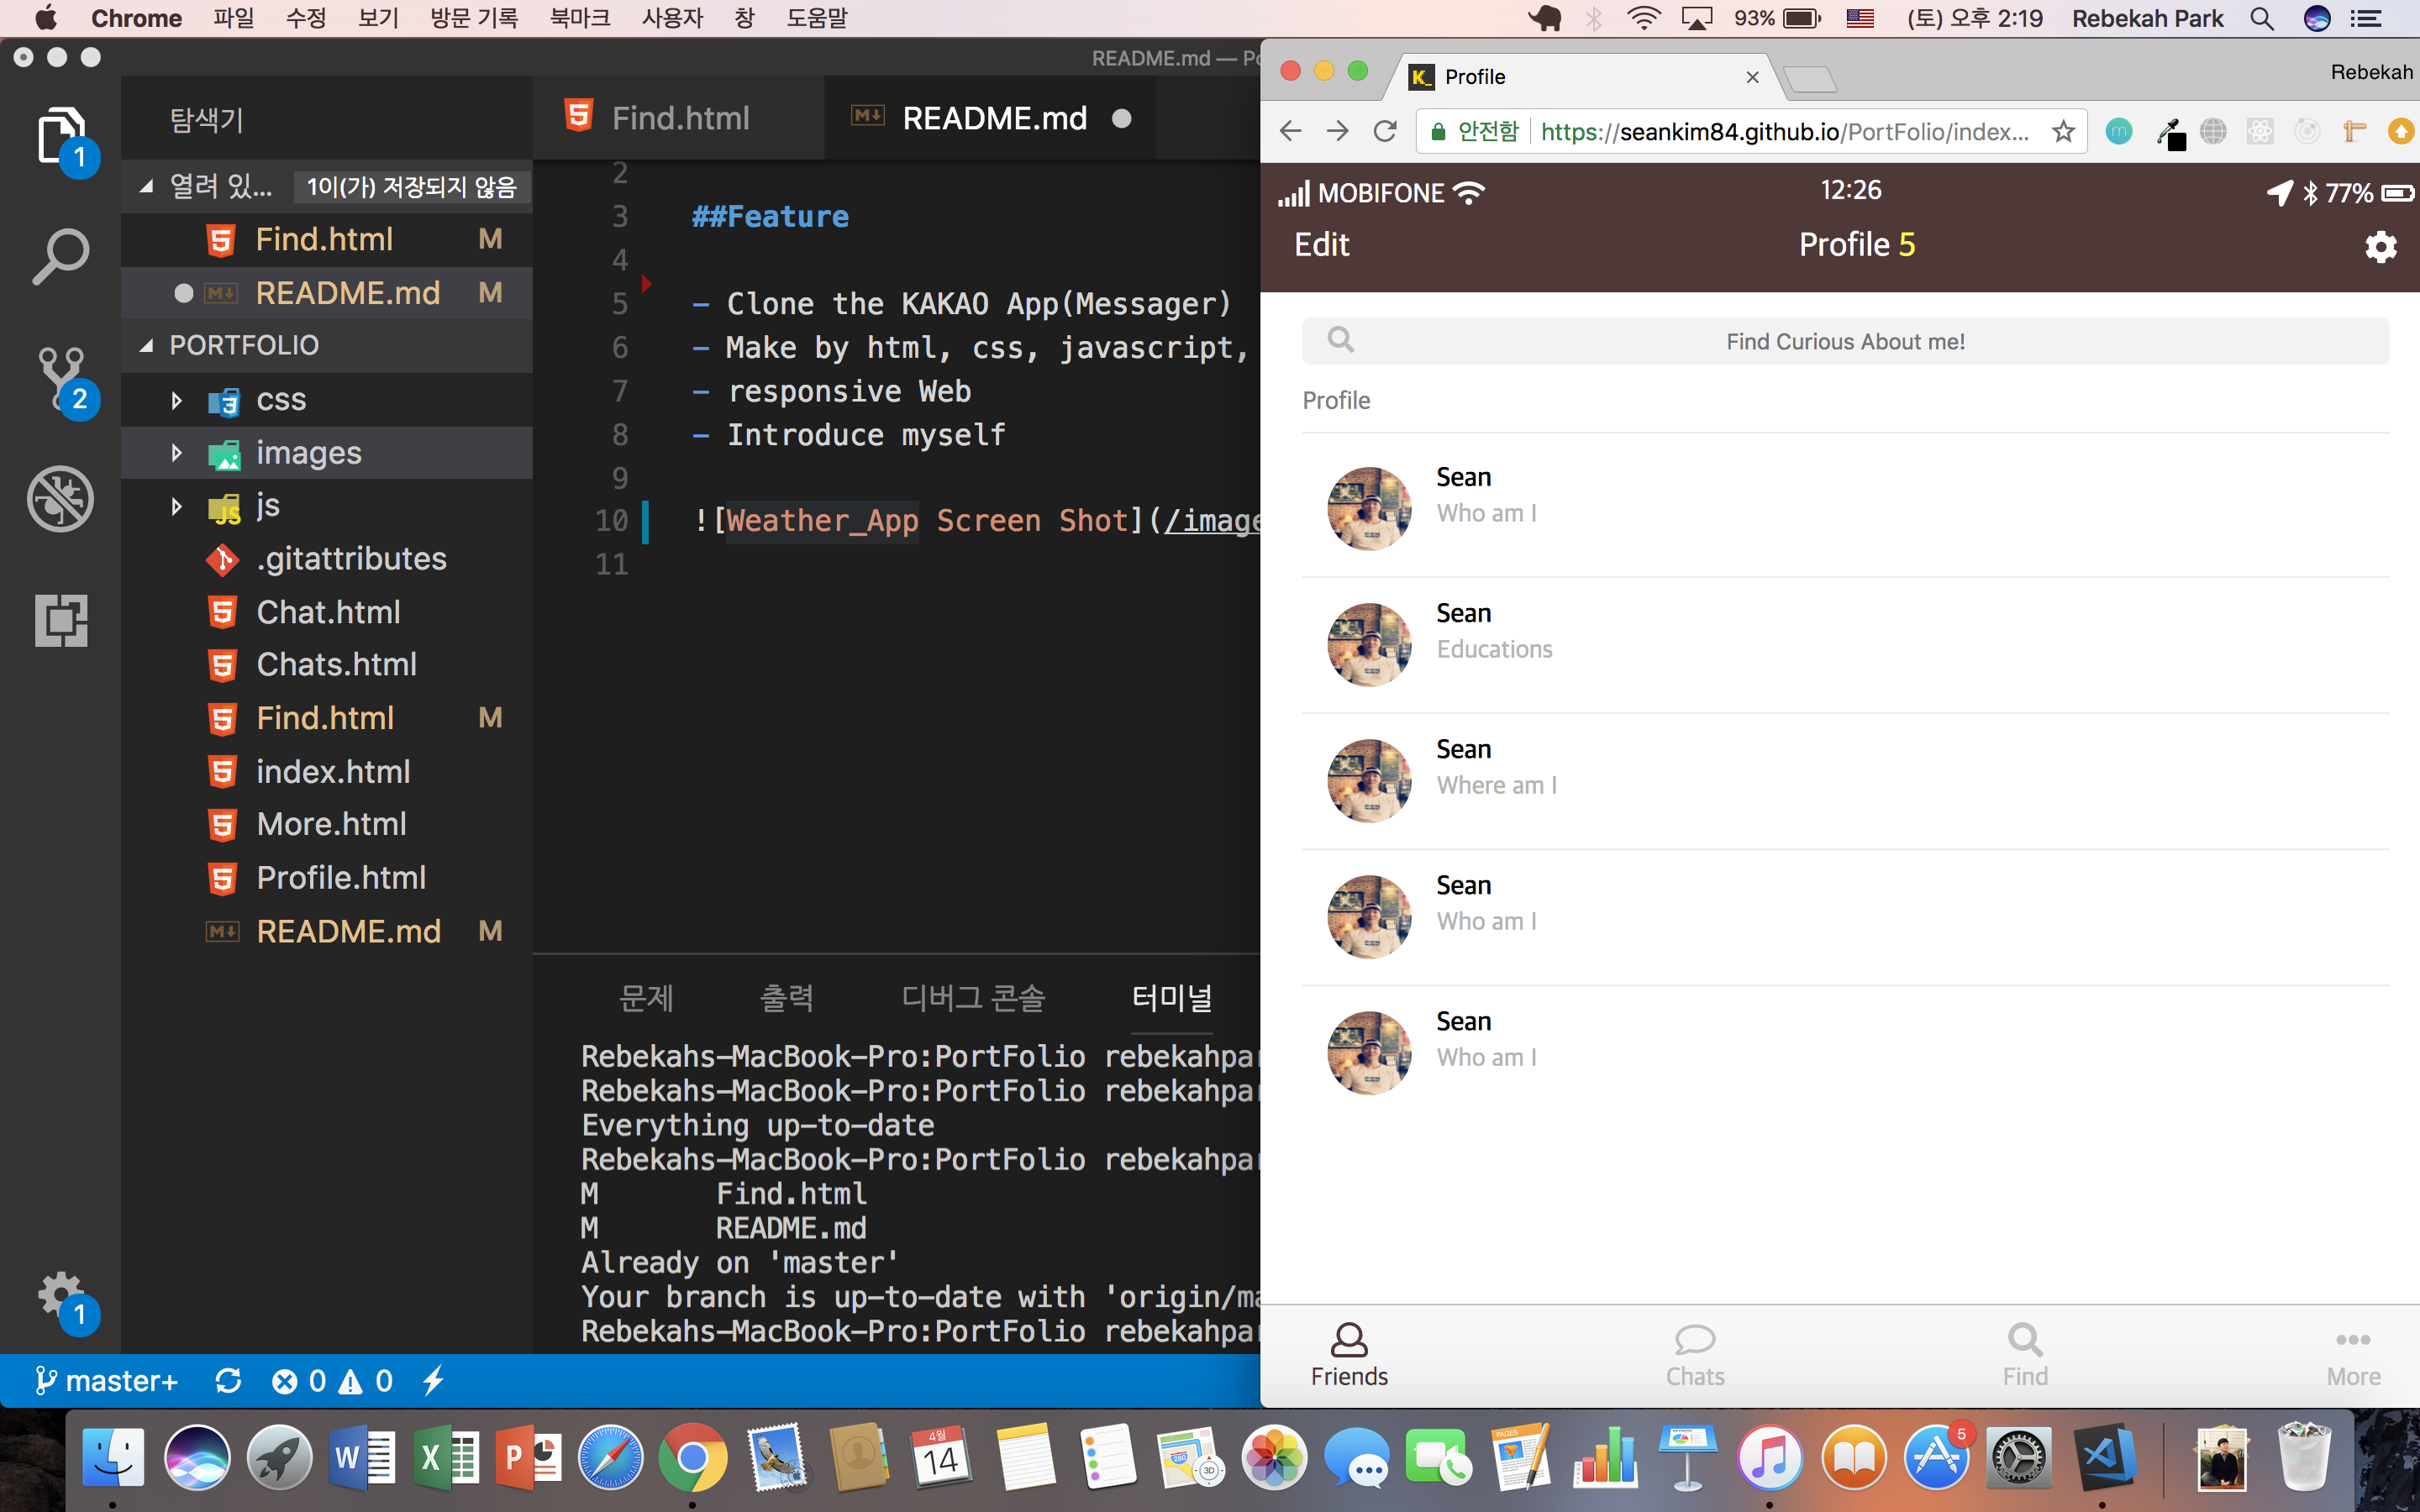 Chrome 파일 수정 보기 방문 기록 북마크 사용자 창 도움말 93% (토) 오후 2:19 Rebekah Park
README.md — Po
탐색기
1
열려 있... 1이(가) 저장되지 않음
Find.html M
README.md M
PORTFOLIO
2
css
images
js
.gitattributes
Chat.html
Chats.html
Find.html M
index.html
More.html
Profile.html
README.md M
1
Find.html README.md
2
3 ##Feature
4
5 - Clone the KAKAO App(Messager)
6 - Make by html, css, javascript,
7 - responsive Web
8 - Introduce myself
9
10 ![Weather_App Screen Shot](/image
11
문제 출력 디버그 콘솔 터미널
Rebekahs-MacBook-Pro:PortFolio rebekahpar
Rebekahs-MacBook-Pro:PortFolio rebekahpar
Everything up-to-date
Rebekahs-MacBook-Pro:PortFolio rebekahpar
M Find.html
M README.md
Already on 'master'
Your branch is up-to-date with 'origin/ma
Rebekahs-MacBook-Pro:PortFolio rebekahpar
master+ 0 0
K_ Profile Rebekah
안전함 https://seankim84.github.io/PortFolio/index...
MOBIFONE 12:26 77%
Edit Profile 5
Find Curious About me!
Profile
Sean
Who am I
Sean
Educations
Sean
Where am I
Sean
Who am I
Sean
Who am I
Friends Chats Find More
4월
14
5